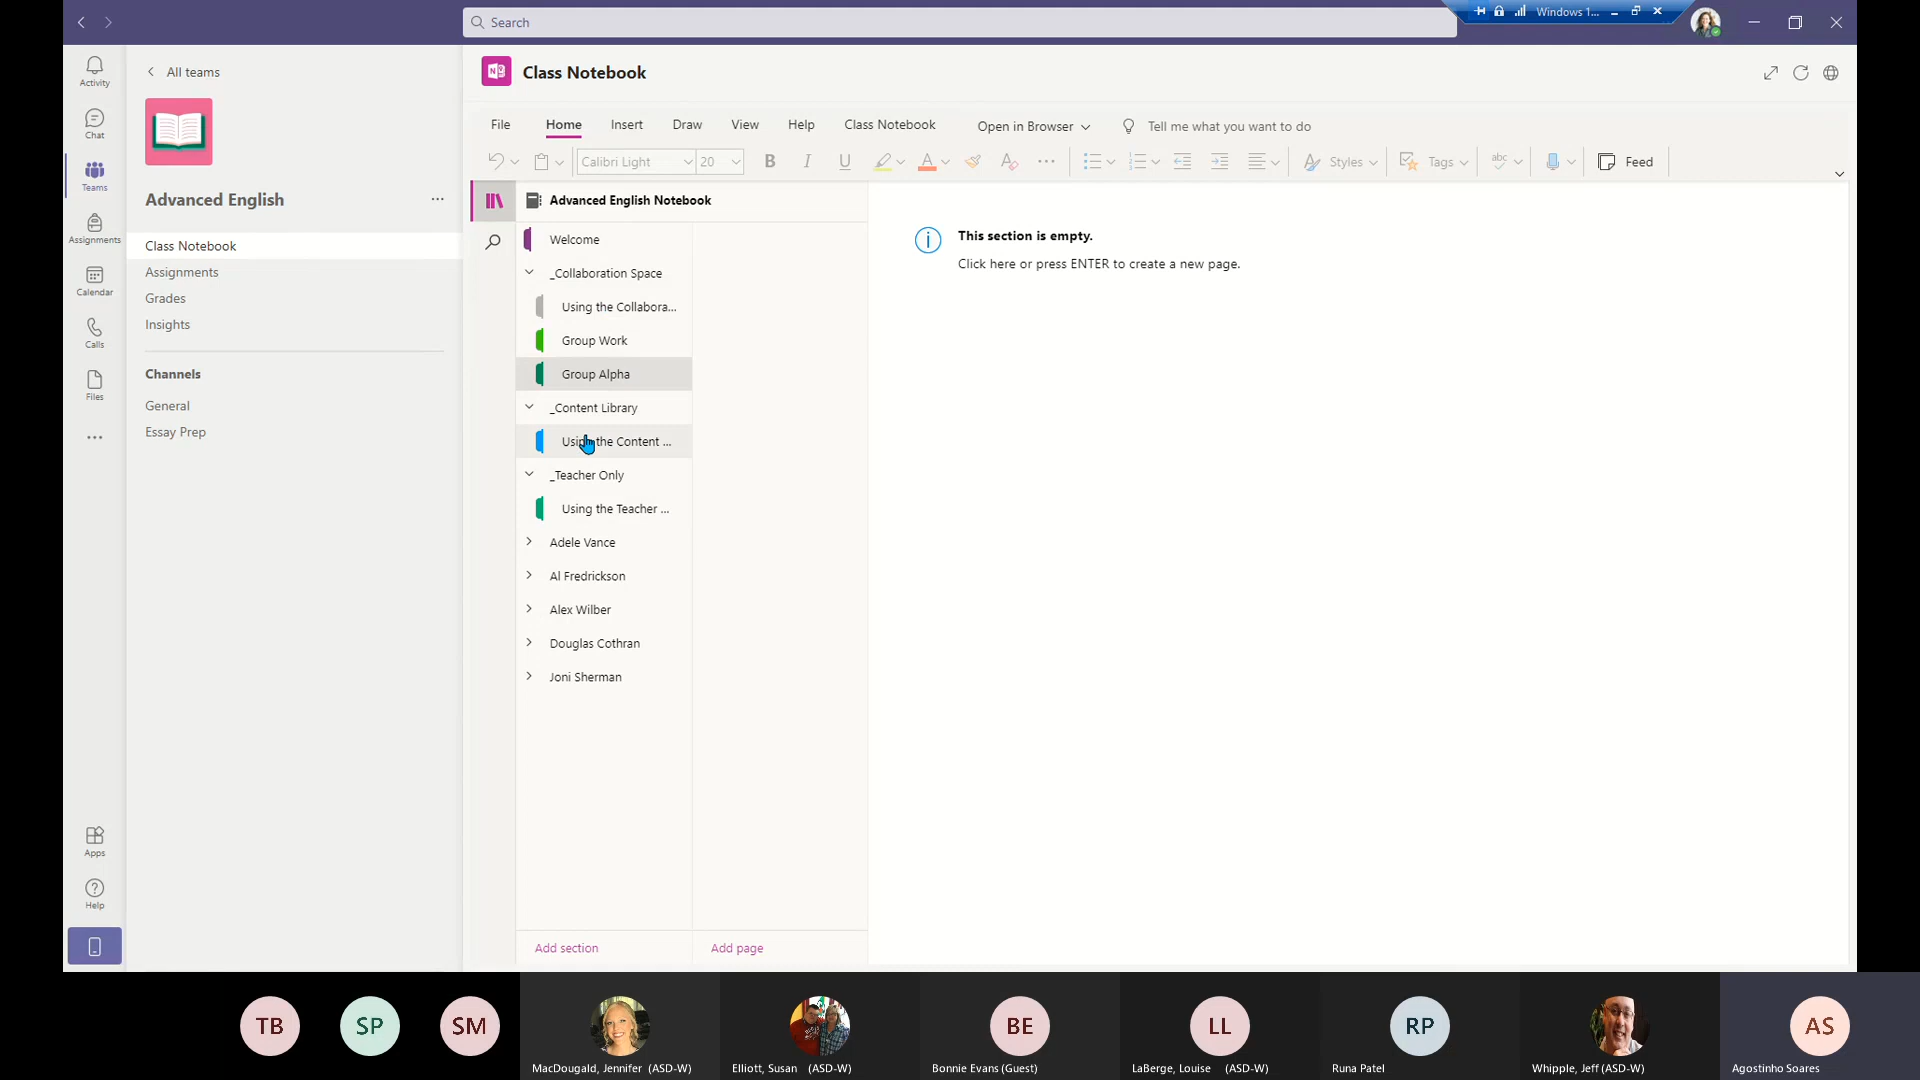 Search
Windows 1...
Activity
Chat
Teams
Assignments
Calendar
Calls
Files
Apps
Help
All teams
Advanced English
Class Notebook
Assignments
Grades
Insights
Channels
General
Essay Prep
Class Notebook
File Home Insert Draw View Help Class Notebook Open in Browser Tell me what you want to do
Calibri Light 20 B I U A A Styles Tags abc Feed
Advanced English Notebook
Welcome
_Collaboration Space
Using the Collabora...
Group Work
Group Alpha
_Content Library
Using the Content ...
_Teacher Only
Using the Teacher ...
Adele Vance
Al Fredrickson
Alex Wilber
Douglas Cothran
Joni Sherman
Add section
Add page
This section is empty.
Click here or press ENTER to create a new page.
TB SP SM BE LL RP AS
MacDougald, Jennifer (ASD-W) Elliott, Susan (ASD-W) Bonnie Evans (Guest) LaBerge, Louise (ASD-W) Runa Patel Whipple, Jeff (ASD-W) Agostinho Soares